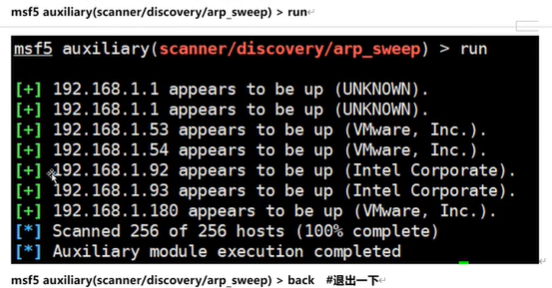 msf5 auxiliary(scanner/discovery/arp_sweep) > run
msf5 auxiliary(scanner/discovery/arp_sweep) > run
[+] 192.168.1.1 appears to be up (UNKNOWN).
[+] 192.168.1.1 appears to be up (UNKNOWN).
[+] 192.168.1.53 appears to be up (VMware, Inc.).
[+] 192.168.1.54 appears to be up (VMware, Inc.).
[+] 192.168.1.92 appears to be up (Intel Corporate).
[+] 192.168.1.93 appears to be up (Intel Corporate).
[+] 192.168.1.180 appears to be up (VMware, Inc.).
[*] Scanned 256 of 256 hosts (100% complete)
[*] Auxiliary module execution completed
msf5 auxiliary(scanner/discovery/arp_sweep) > back #退出一下